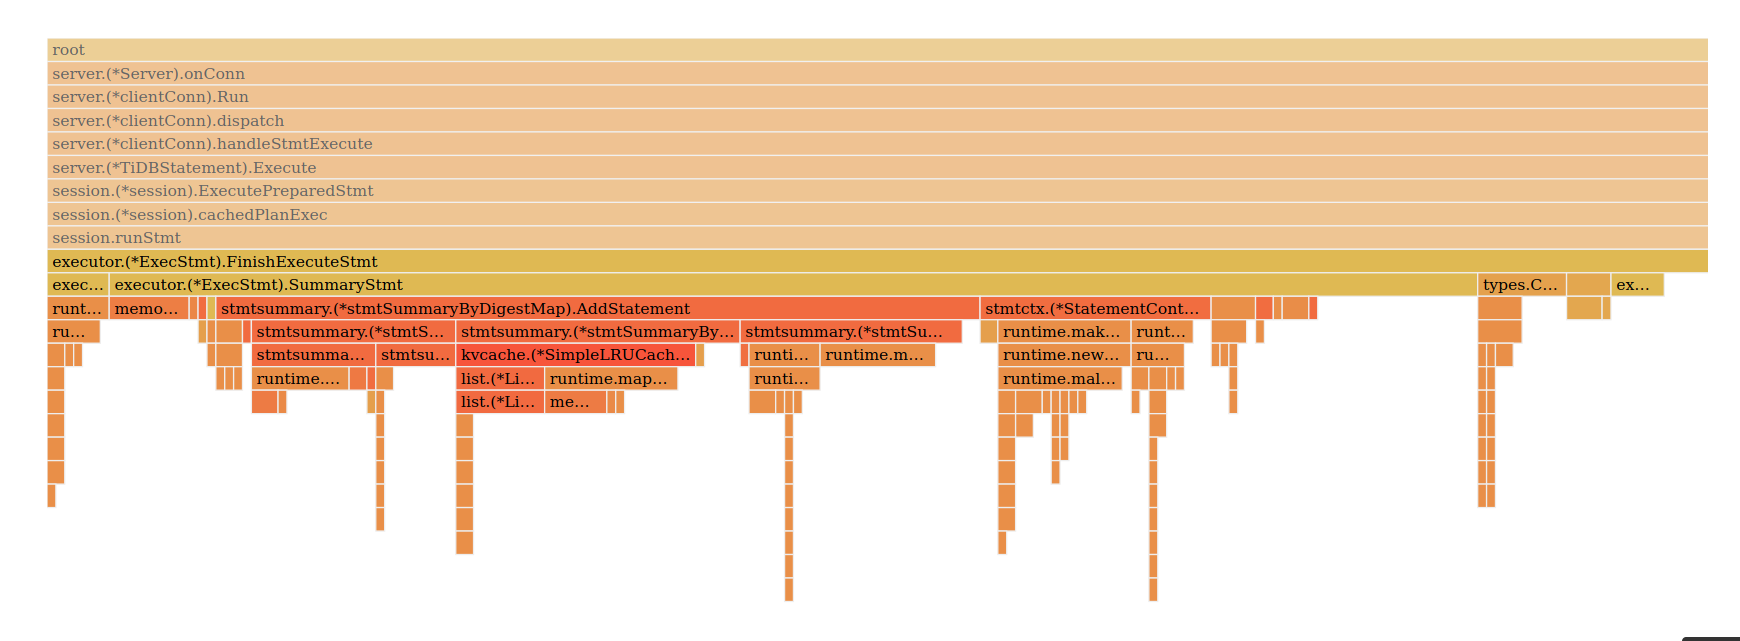 root
server.(*Server).onConn
server.(*clientConn).Run
server.(*clientConn).dispatch
server.(*clientConn).handleStmtExecute
server.(*TiDBStatement).Execute
session.(*session).ExecutePreparedStmt
session.(*session).cachedPlanExec
session.runStmt
executor.(*ExecStmt).FinishExecuteStmt
exec... executor.(*ExecStmt).SummaryStmt types.C... ex...
runt... memo... stmtsummary.(*stmtSummaryByDigestMap).AddStatement stmtctx.(*StatementCont...
ru... stmtsummary.(*stmtS... stmtsummary.(*stmtSummaryBy... stmtsummary.(*stmtSu... runtime.mak... runt...
stmtsumma... stmtsu... kvcache.(*SimpleLRUCach... runti... runtime.m... runtime.new... ru...
runtime.... list.(*Li... runtime.map... runti... runtime.mal...
list.(*Li... me...